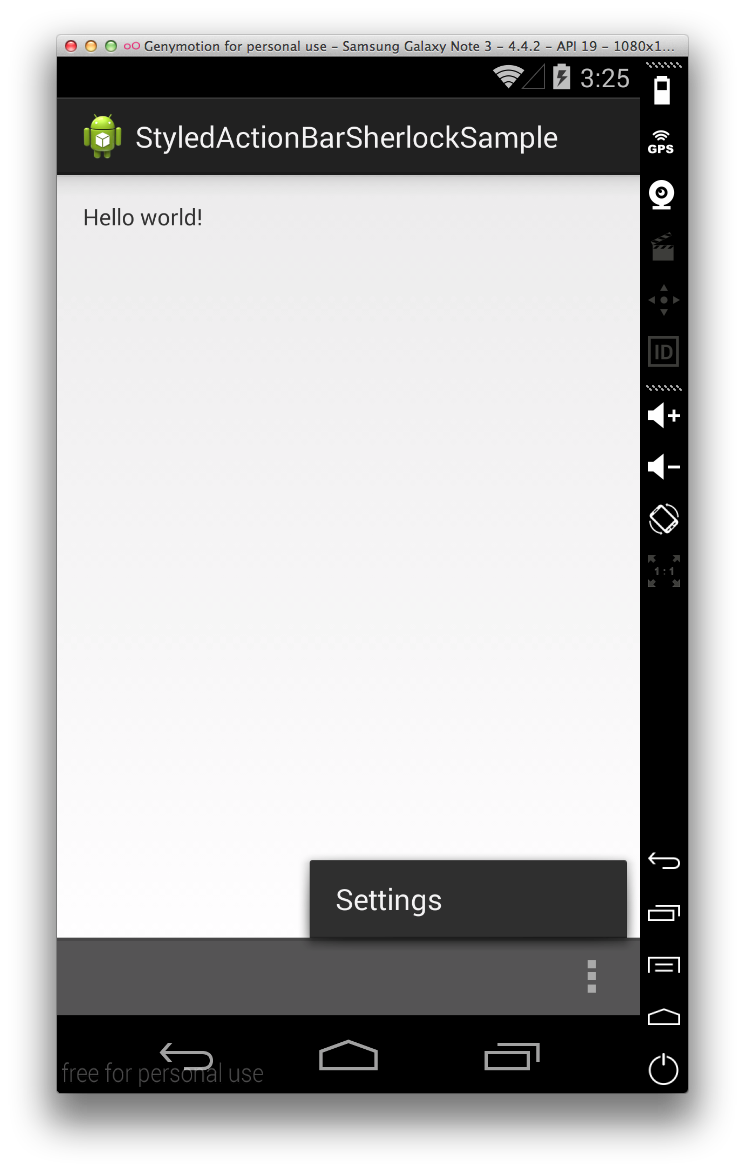 Genymotion for personal use – Samsung Galaxy Note 3 – 4.4.2 – API 19 – 1080x1...
3:25
StyledActionBarSherlockSample
GPS
Hello world!
ID
1:1
Settings
free for personal use